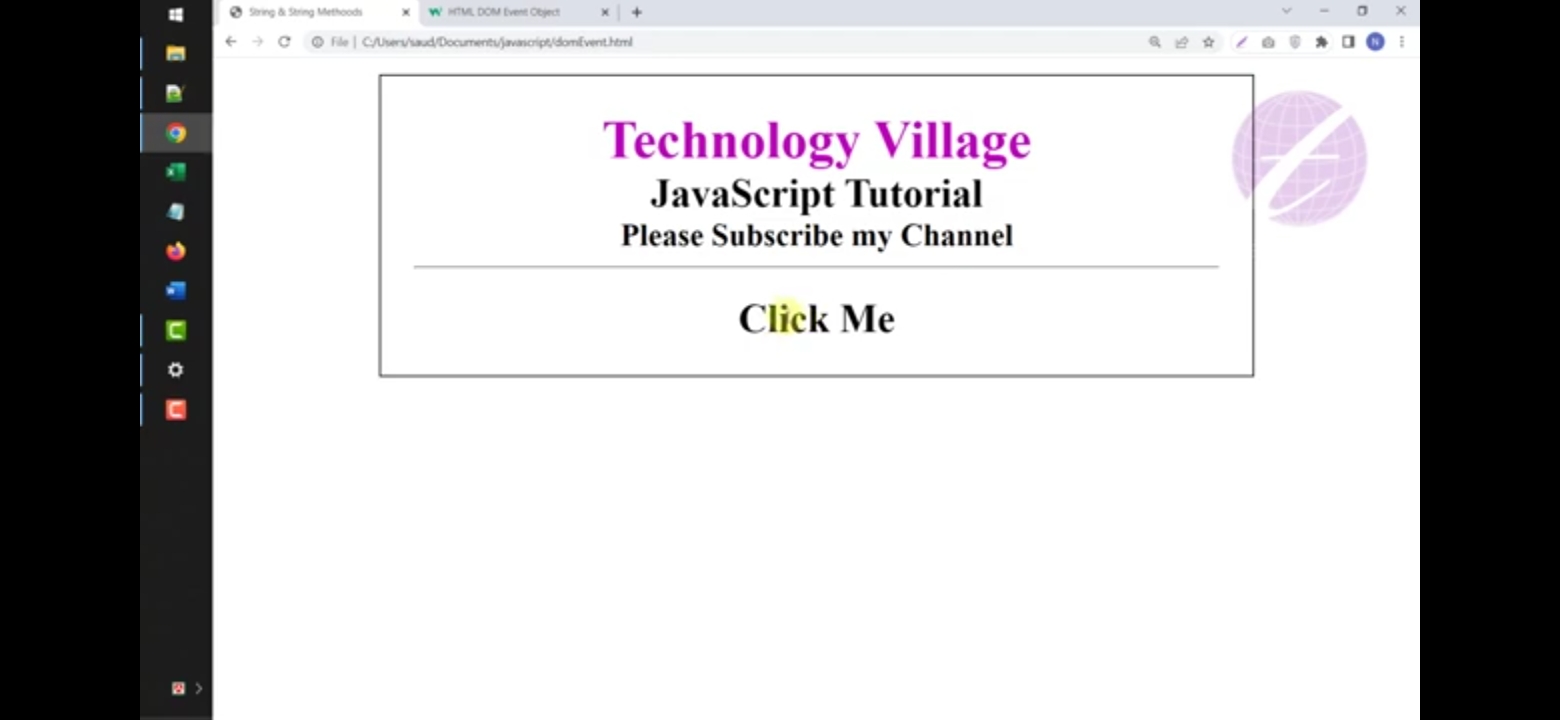 String & String Methoods
HTML DOM Event Object
File | C:/Users/saud/Documents/javascript/domEvent.html
N
Technology Village
JavaScript Tutorial
Please Subscribe my Channel
Click Me